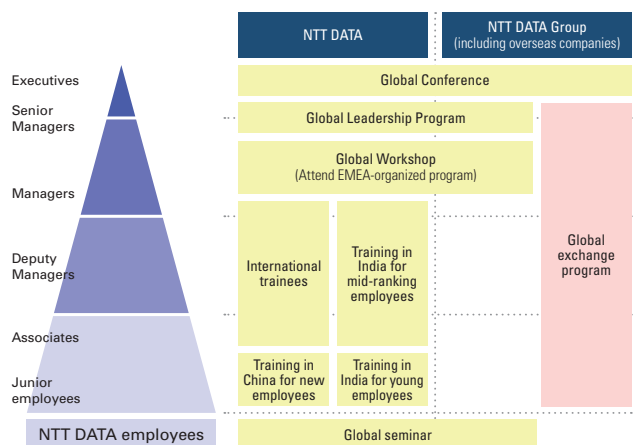 NTT DATA
NTT DATA Group
(including overseas companies)
Executives
Global Conference
Senior
Managers
Global Leadership Program
Global Workshop
(Attend EMEA-organized program)
Managers
Deputy
Managers
International
trainees
Training in
India for
mid-ranking
employees
Global
exchange
program
Associates
Junior
employees
Training in
China for new
employees
Training in
India for young
employees
NTT DATA employees
Global seminar